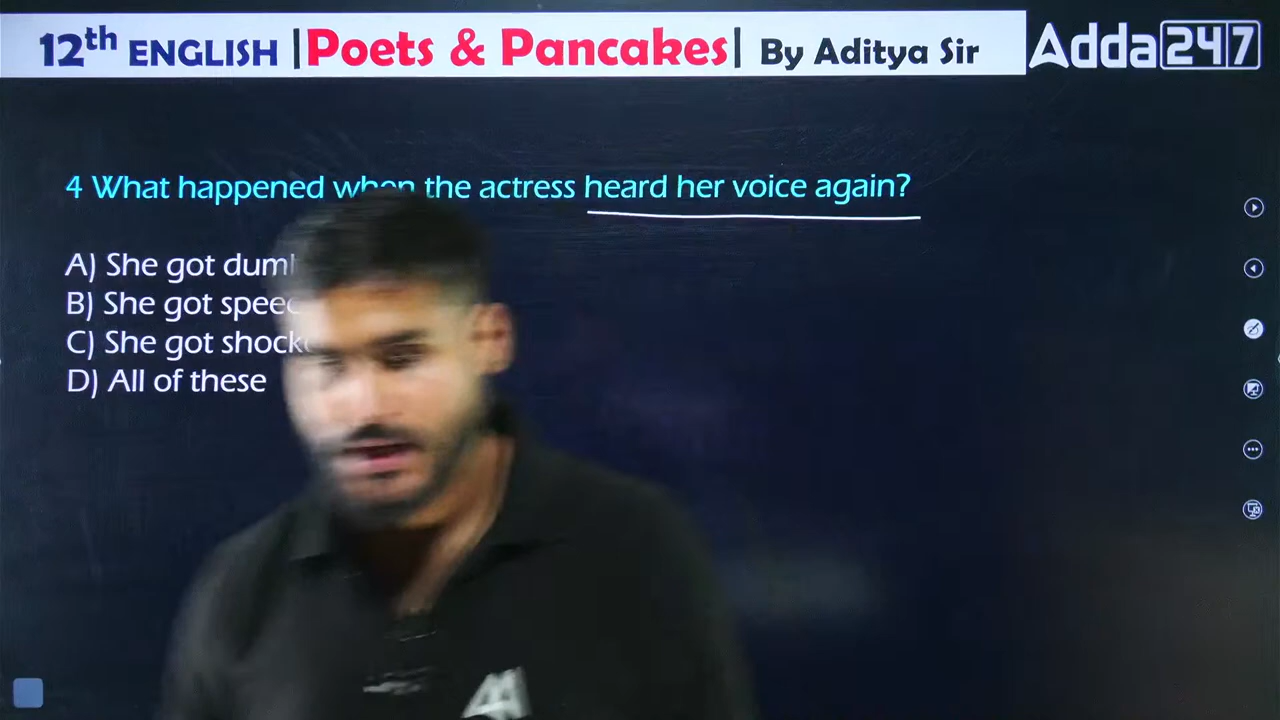 12th ENGLISH |Poets & Pancakes| By Aditya Sir
Adda247
4 What happened when the actress heard her voice again?
A) She got
B) She got
C) She got
D) All of these